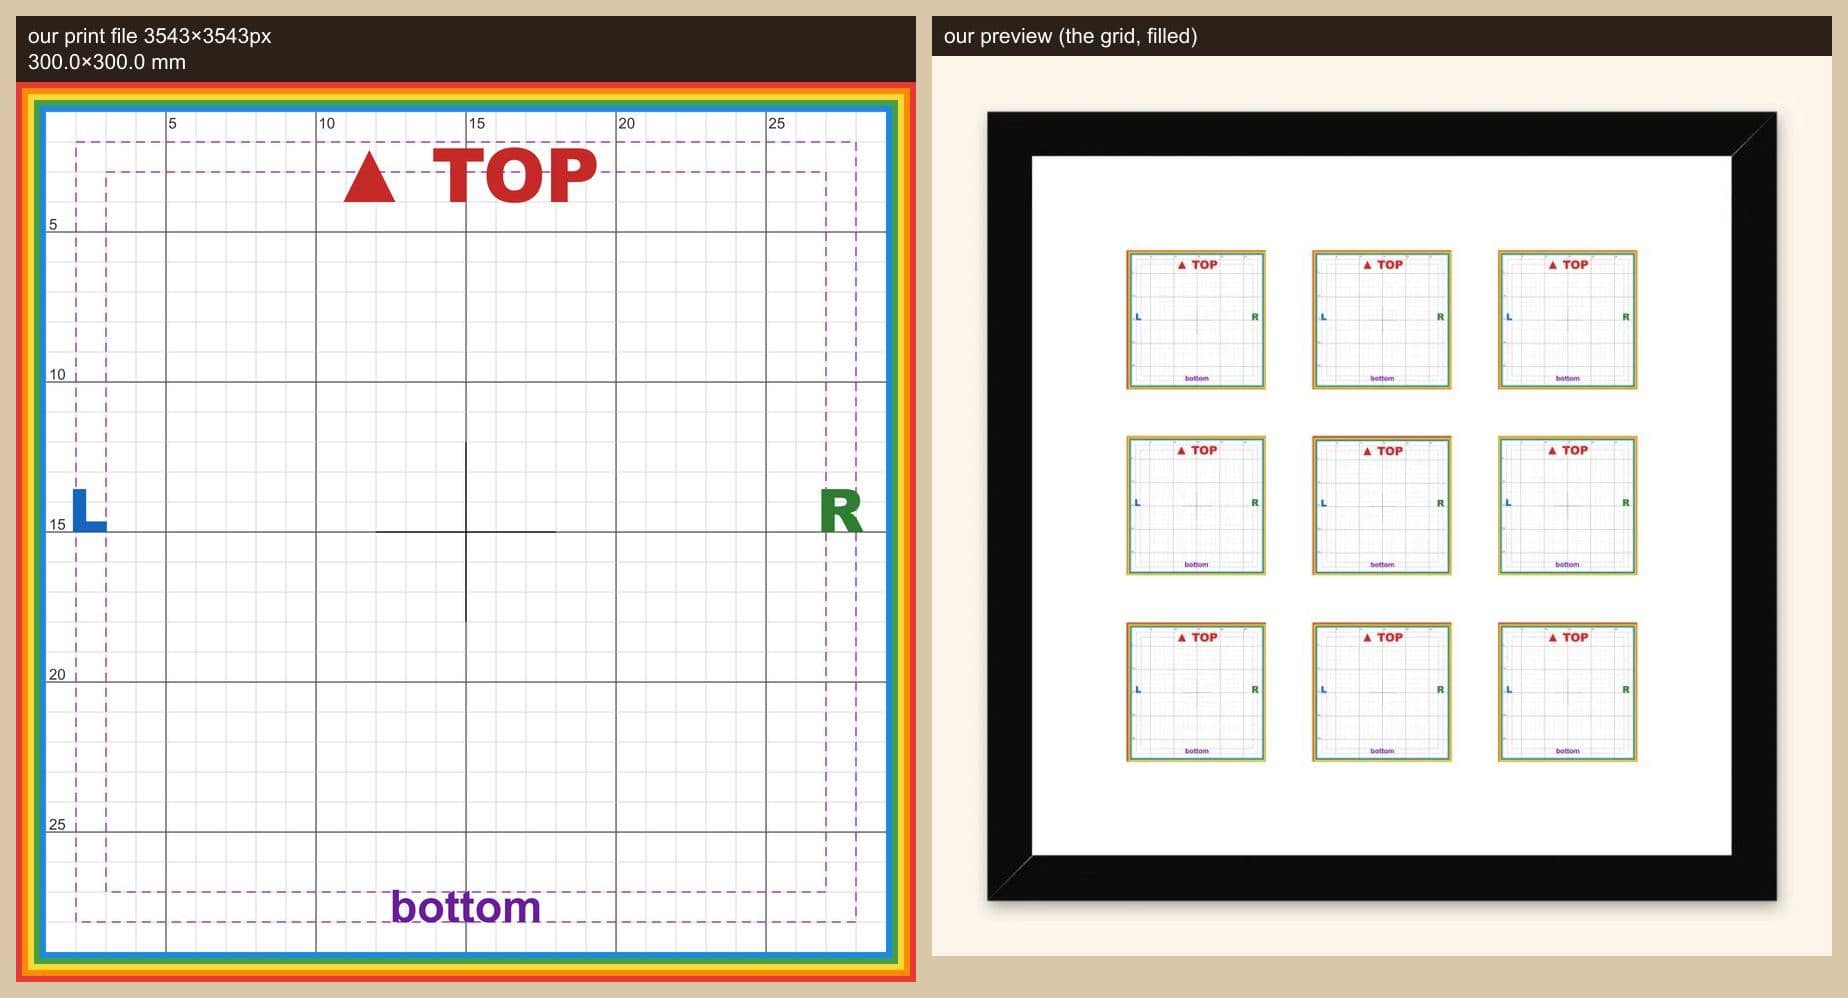 our print file 3543×3543px
300.0×300.0 mm
5 10 15 20 25
▲ TOP
5
10
L R
15
20
25
bottom
our preview (the grid, filled)
▲ TOP ▲ TOP ▲ TOP
L R L R L R
bottom bottom bottom
▲ TOP ▲ TOP ▲ TOP
L R L R L R
bottom bottom bottom
▲ TOP ▲ TOP ▲ TOP
L R L R L R
bottom bottom bottom